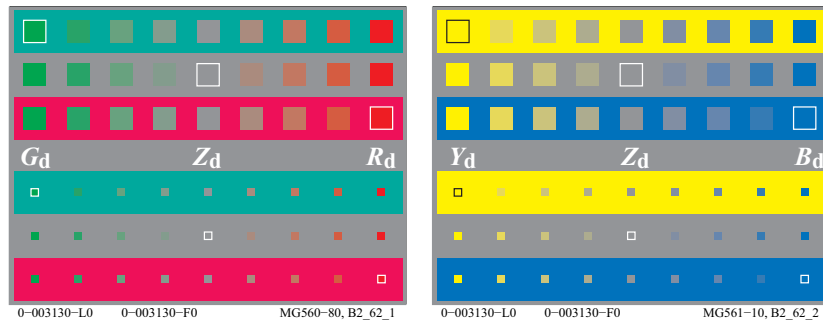 Gd Zd Rd
Yd Zd Bd
0−003130−L0 0−003130−F0 MG560−80, B2_62_1
0−003130−L0 0−003130−F0 MG561−10, B2_62_2